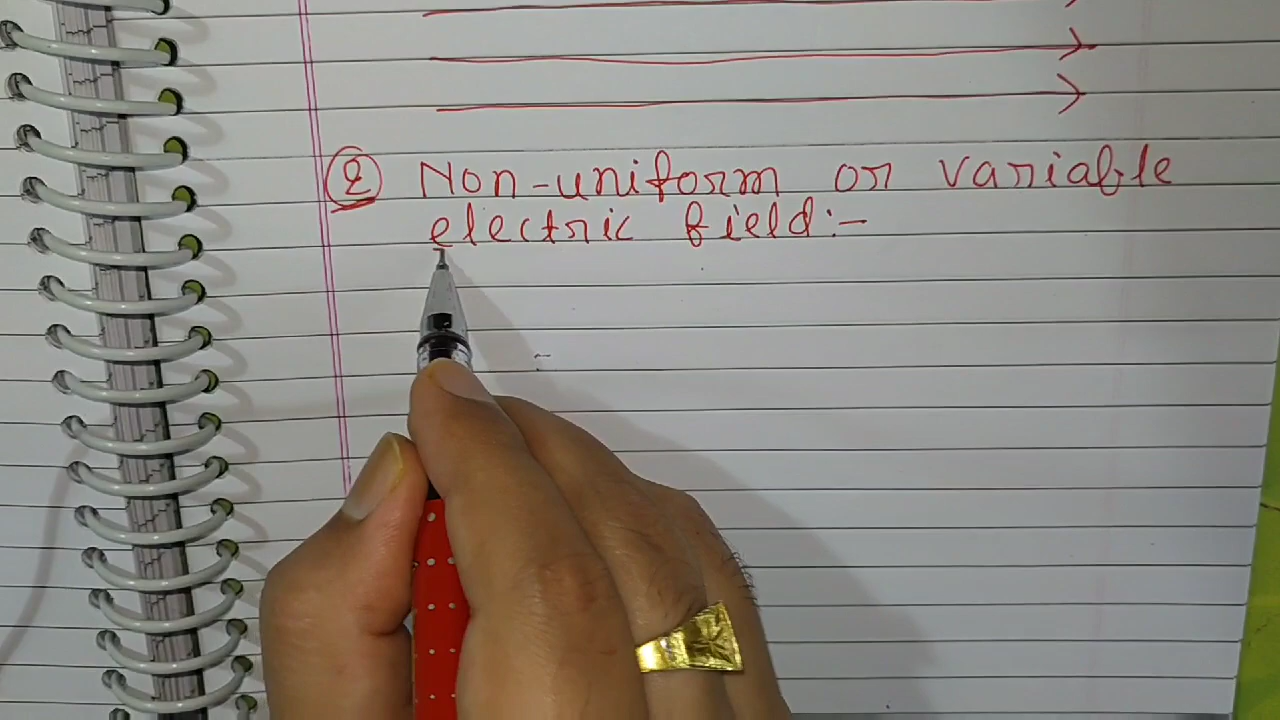 ② Non-uniform or variable
electric field:-